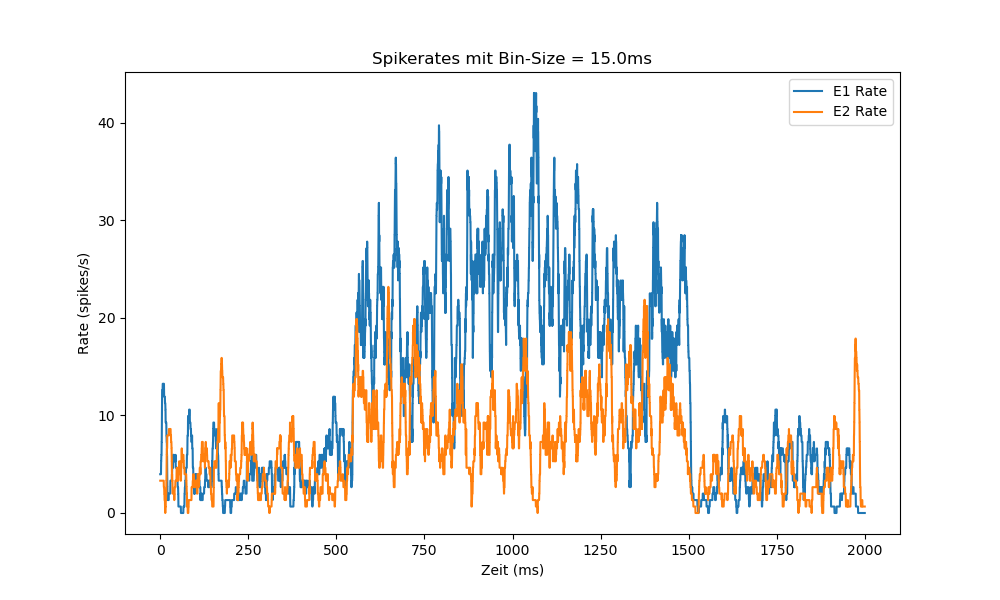 Spikerates mit Bin-Size = 15.0ms
E1 Rate
E2 Rate
Rate (spikes/s)
40
30
20
10
0
0 250 500 750 1000 1250 1500 1750 2000
Zeit (ms)